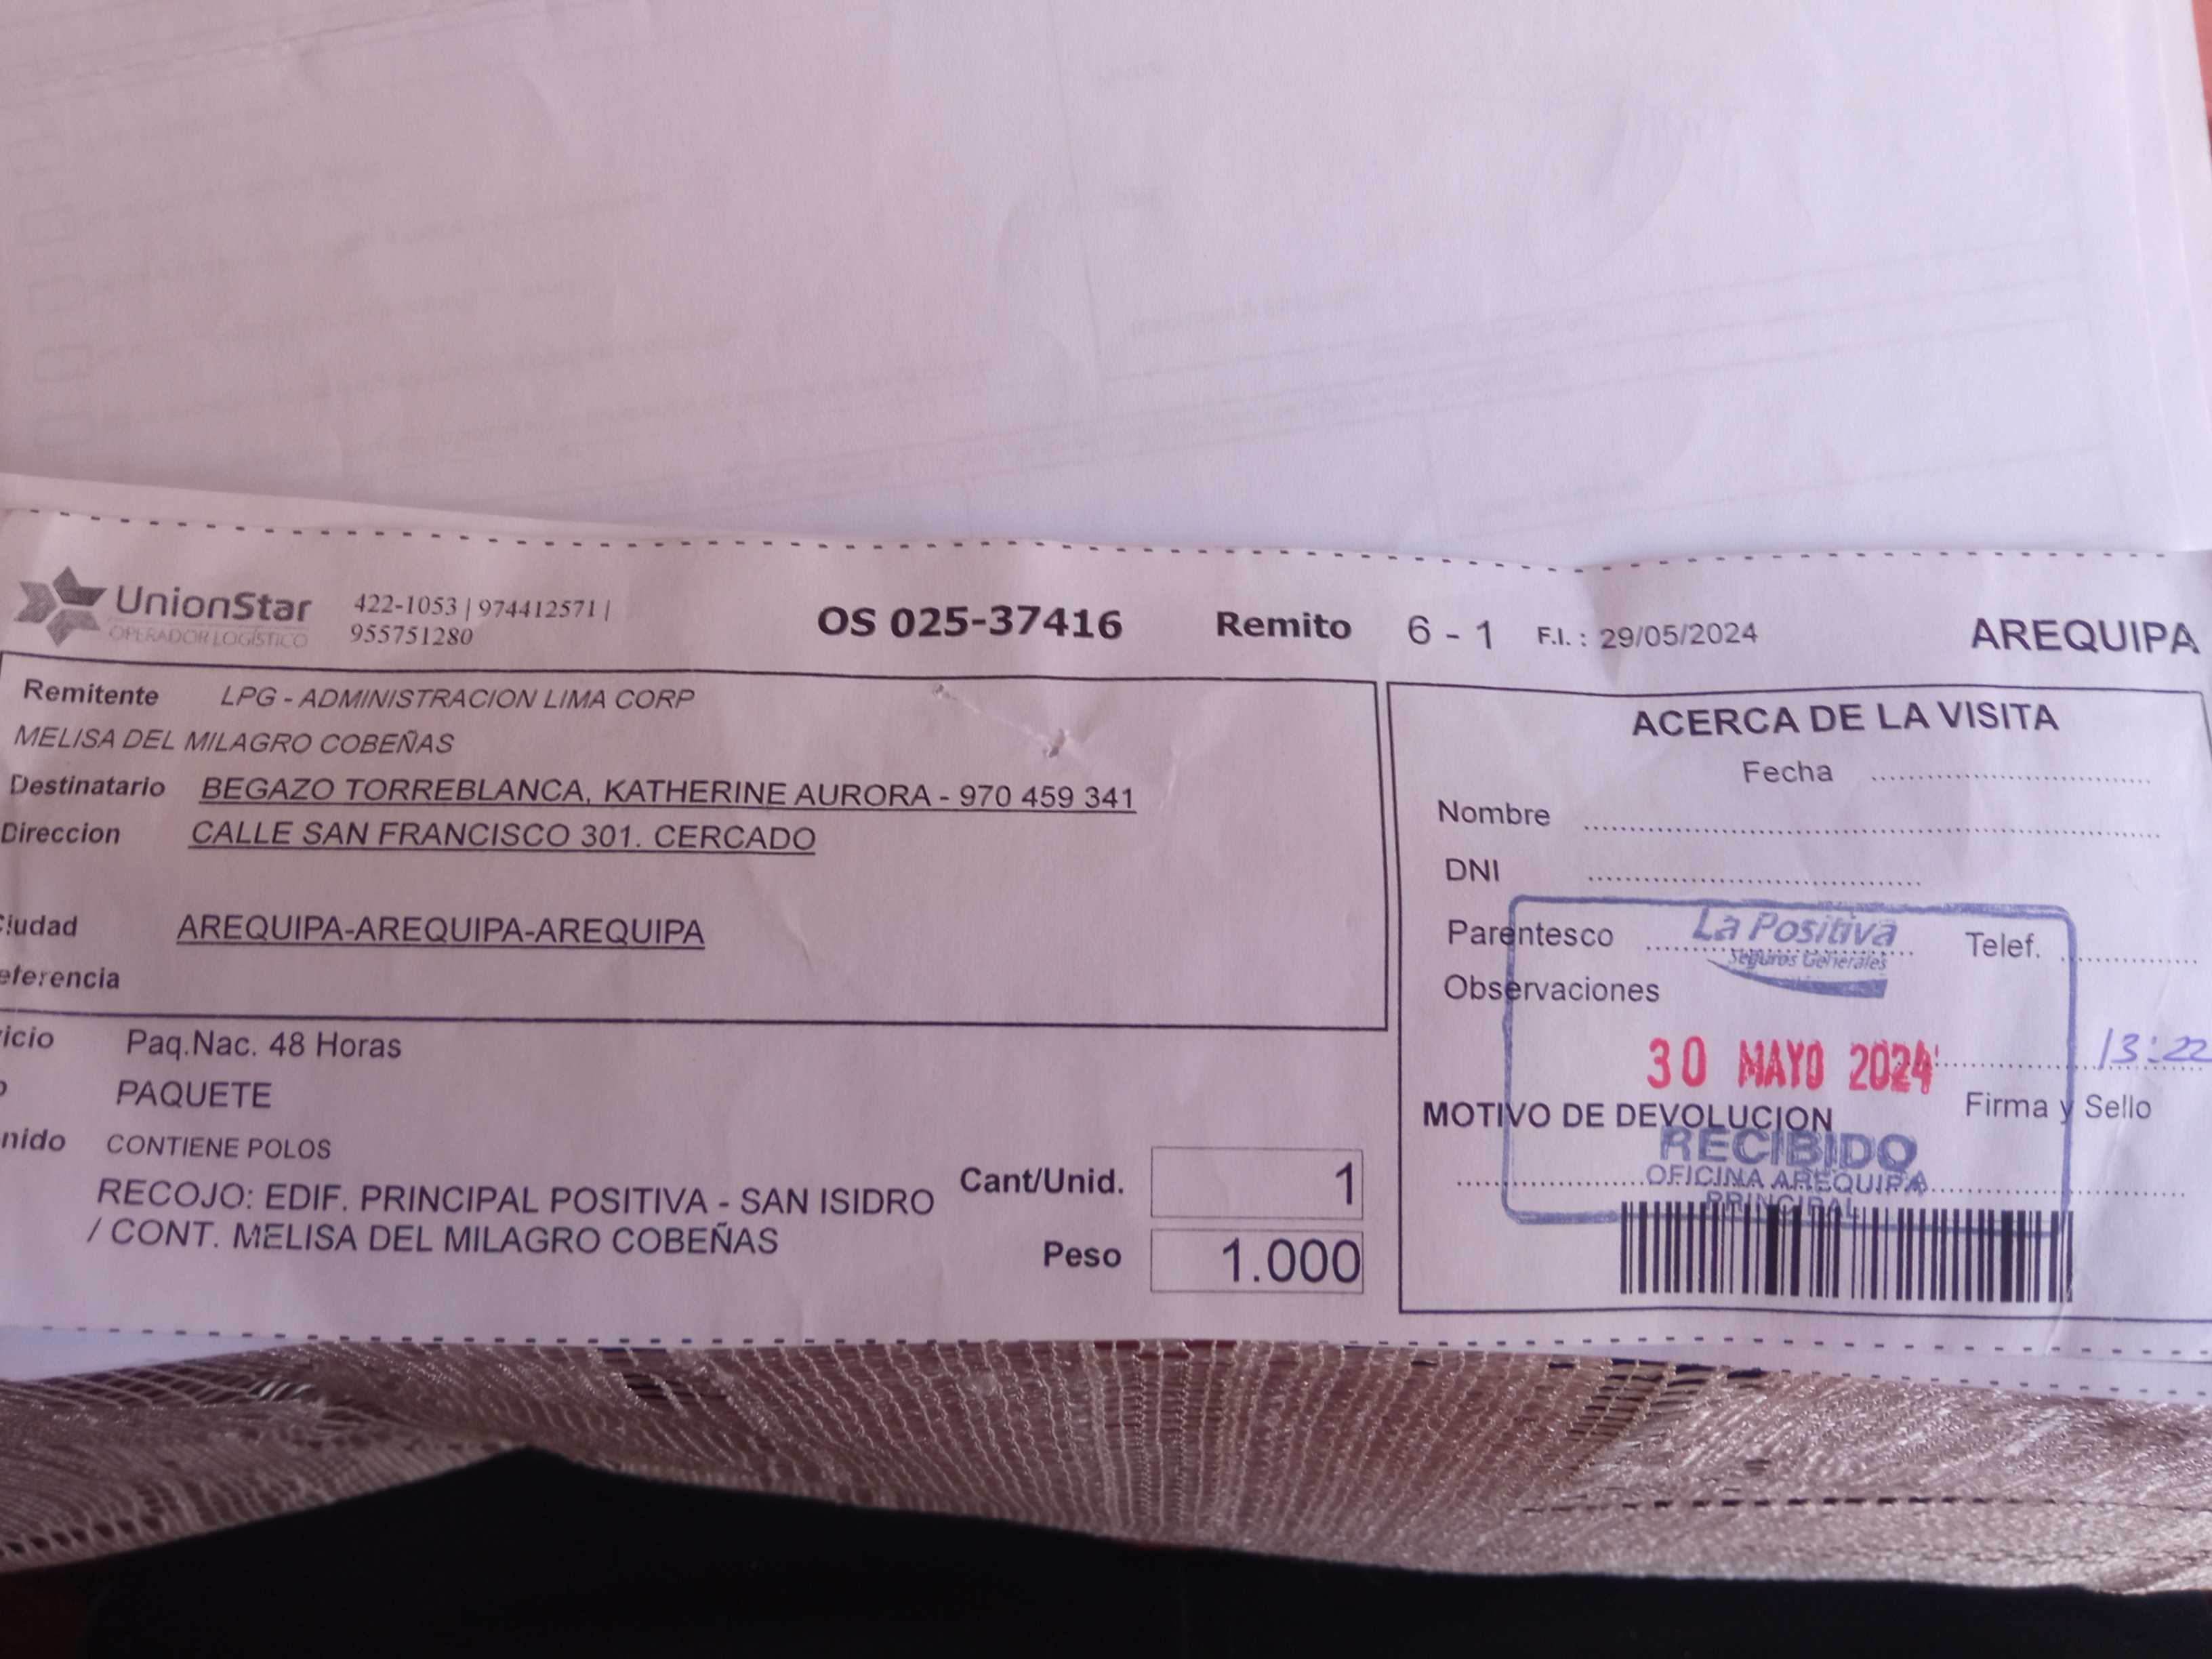 UnionStar
OPERADOR LOGÍSTICO
422-1053 | 974412571 |
955751280
OS 025-37416 Remito 6 - 1 F.I. : 29/05/2024 AREQUIPA
Remitente LPG - ADMINISTRACION LIMA CORP
MELISA DEL MILAGRO COBEÑAS
Destinatario BEGAZO TORREBLANCA, KATHERINE AURORA - 970 459 341
Direccion CALLE SAN FRANCISCO 301. CERCADO
Ciudad AREQUIPA-AREQUIPA-AREQUIPA
eferencia
icio Paq.Nac. 48 Horas
o PAQUETE
nido CONTIENE POLOS
RECOJO: EDIF. PRINCIPAL POSITIVA - SAN ISIDRO
/ CONT. MELISA DEL MILAGRO COBEÑAS
Cant/Unid. 1
Peso 1.000
ACERCA DE LA VISITA
Fecha
Nombre
DNI
Parentesco Telef.
Observaciones
La Positiva
Seguros Generales
30 MAYO 2024
13:22
MOTIVO DE DEVOLUCION Firma y Sello
RECIBIDO
OFICINA AREQUIPA
PRINCIPAL